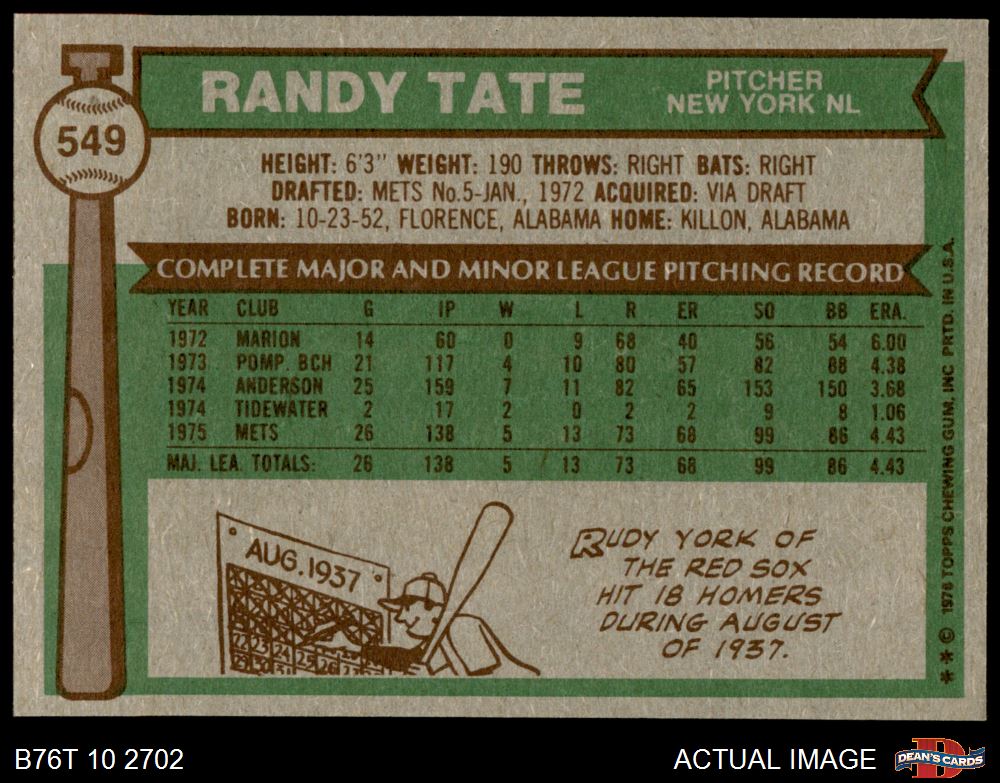 549
RANDY TATE
PITCHER
NEW YORK NL
HEIGHT: 6'3" WEIGHT: 190 THROWS: RIGHT BATS: RIGHT
DRAFTED: METS No.5-JAN., 1972 ACQUIRED: VIA DRAFT
BORN: 10-23-52, FLORENCE, ALABAMA HOME: KILLON, ALABAMA
COMPLETE MAJOR AND MINOR LEAGUE PITCHING RECORD
YEAR CLUB G IP W L R ER SO BB ERA.
1972 MARION 14 60 0 9 68 40 56 54 6.00
1973 POMP. BCH 21 117 4 10 80 57 82 88 4.38
1974 ANDERSON 25 159 7 11 82 65 153 150 3.68
1974 TIDEWATER 2 17 2 0 2 2 9 8 1.06
1975 METS 26 138 5 13 73 68 99 86 4.43
MAJ. LEA. TOTALS: 26 138 5 13 73 68 99 86 4.43
AUG. 1937
22 23 24 25 26 27
RUDY YORK OF
THE RED SOX
HIT 18 HOMERS
DURING AUGUST
OF 1937.
** © 1976 TOPPS CHEWING GUM, INC PRTD. IN U.S.A.
B76T 10 2702
ACTUAL IMAGE
DEAN'S CARDS